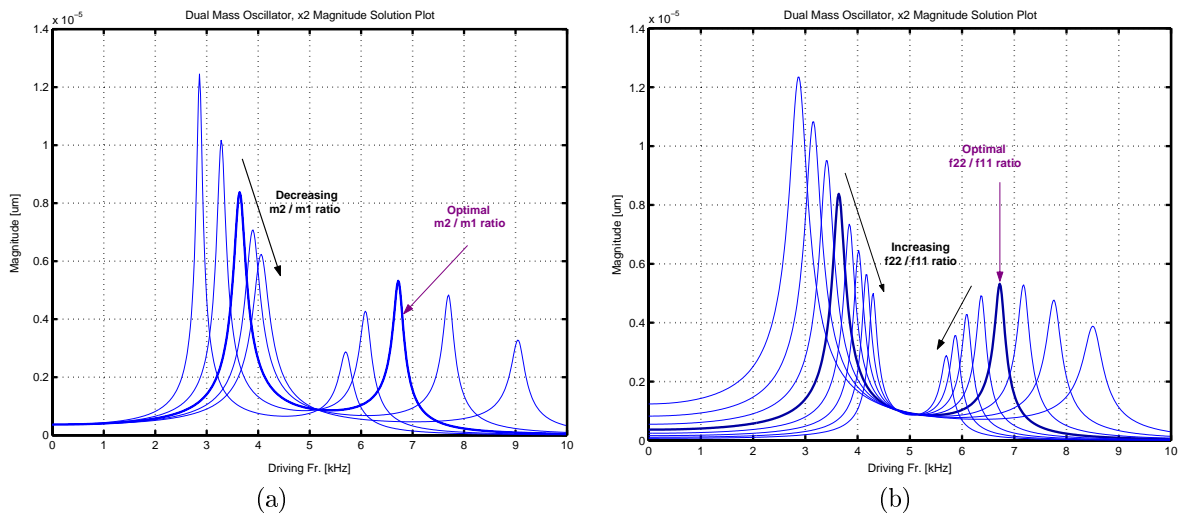 Dual Mass Oscillator, x2 Magnitude Solution Plot
x 10⁻⁵
1.4
1.2
1
0.8
0.6
0.4
0.2
0
Magnitude [um]
Decreasing
m2 / m1 ratio
Optimal
m2 / m1 ratio
0 1 2 3 4 5 6 7 8 9 10
Driving Fr. [kHz]
(a)
Dual Mass Oscillator, x2 Magnitude Solution Plot
x 10⁻⁵
1.4
1.2
1
0.8
0.6
0.4
0.2
0
Magnitude [um]
Optimal
f22 / f11 ratio
Increasing
f22 / f11 ratio
0 1 2 3 4 5 6 7 8 9 10
Driving Fr. [kHz]
(b)